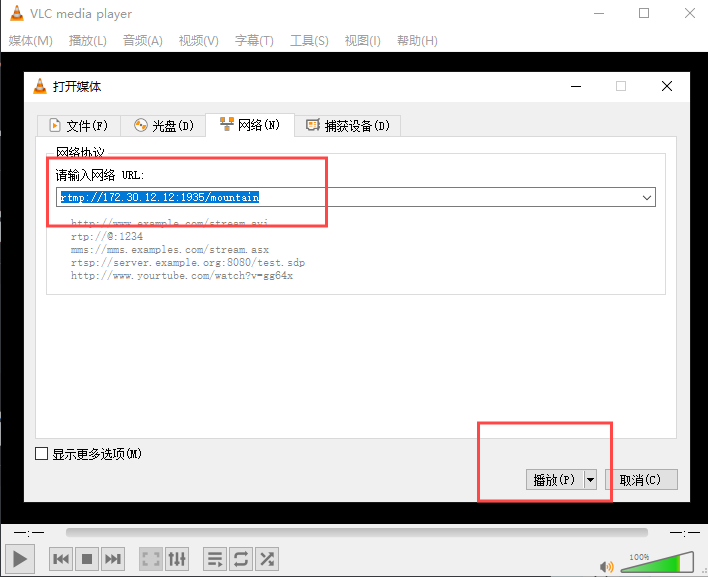 VLC media player
媒体(M) 播放(L) 音频(A) 视频(V) 字幕(T) 工具(S) 视图(I) 帮助(H)
打开媒体
文件(F) 光盘(D) 网络(N) 捕获设备(D)
网络协议
请输入网络 URL:
rtmp://172.30.12.12:1935/mountain
http://www.example.com/stream.avi
rtp://@:1234
mms://mms.examples.com/stream.asx
rtsp://server.example.org:8080/test.sdp
http://www.yourtube.com/watch?v=gg64x
显示更多选项(M)
播放(P) 取消(C)
--:-- --:--
100%